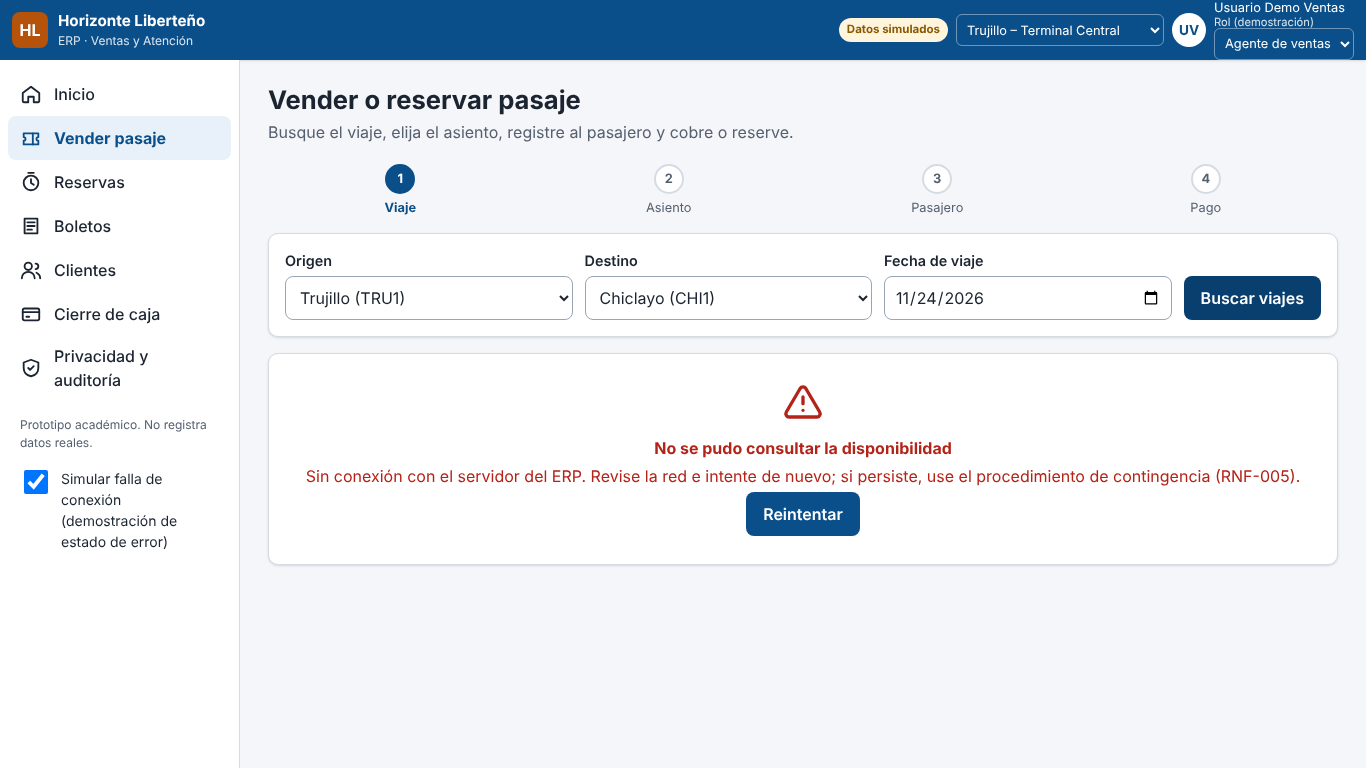 HL
Horizonte Liberteño
ERP · Ventas y Atención
Datos simulados
Trujillo – Terminal Central
UV
Usuario Demo Ventas
Rol (demostración)
Agente de ventas
Inicio
Vender pasaje
Reservas
Boletos
Clientes
Cierre de caja
Privacidad y
auditoría
Prototipo académico. No registra
datos reales.
Simular falla de
conexión
(demostración de
estado de error)
Vender o reservar pasaje
Busque el viaje, elija el asiento, registre al pasajero y cobre o reserve.
1
Viaje
2
Asiento
3
Pasajero
4
Pago
Origen
Trujillo (TRU1)
Destino
Chiclayo (CHI1)
Fecha de viaje
11/24/2026
Buscar viajes
No se pudo consultar la disponibilidad
Sin conexión con el servidor del ERP. Revise la red e intente de nuevo; si persiste, use el procedimiento de contingencia (RNF-005).
Reintentar